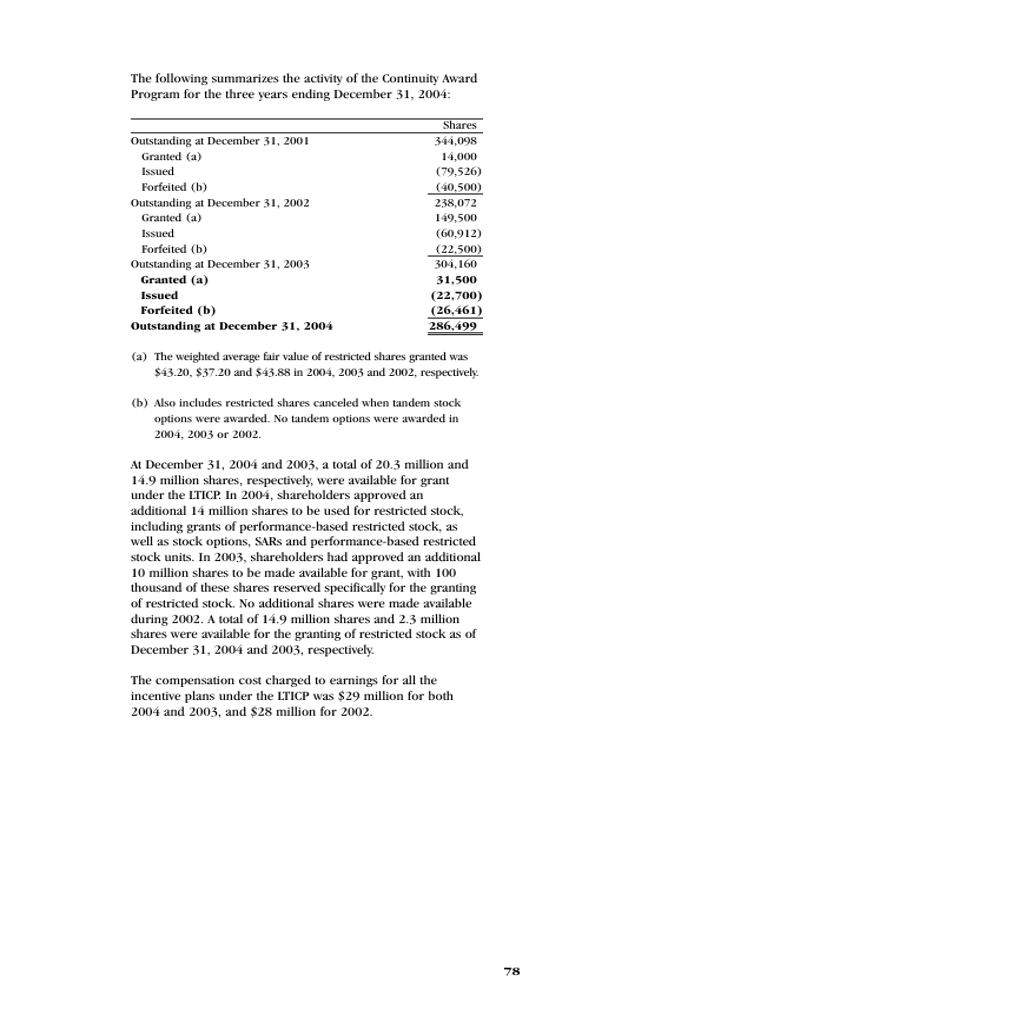 The following summarizes the activity of the Continuity Award
Program for the three years ending December 31, 2004:
Shares
Outstanding at December 31, 2001 344,098
Granted (a) 14,000
Issued (79,526)
Forfeited (b) (40,500)
Outstanding at December 31, 2002 238,072
Granted (a) 149,500
Issued (60,912)
Forfeited (b) (22,500)
Outstanding at December 31, 2003 304,160
Granted (a) 31,500
Issued (22,700)
Forfeited (b) (26,461)
Outstanding at December 31, 2004 286,499
(a) The weighted average fair value of restricted shares granted was
$43.20, $37.20 and $43.88 in 2004, 2003 and 2002, respectively.
(b) Also includes restricted shares canceled when tandem stock
options were awarded. No tandem options were awarded in
2004, 2003 or 2002.
At December 31, 2004 and 2003, a total of 20.3 million and
14.9 million shares, respectively, were available for grant
under the LTICP. In 2004, shareholders approved an
additional 14 million shares to be used for restricted stock,
including grants of performance-based restricted stock, as
well as stock options, SARs and performance-based restricted
stock units. In 2003, shareholders had approved an additional
10 million shares to be made available for grant, with 100
thousand of these shares reserved specifically for the granting
of restricted stock. No additional shares were made available
during 2002. A total of 14.9 million shares and 2.3 million
shares were available for the granting of restricted stock as of
December 31, 2004 and 2003, respectively.
The compensation cost charged to earnings for all the
incentive plans under the LTICP was $29 million for both
2004 and 2003, and $28 million for 2002.
78